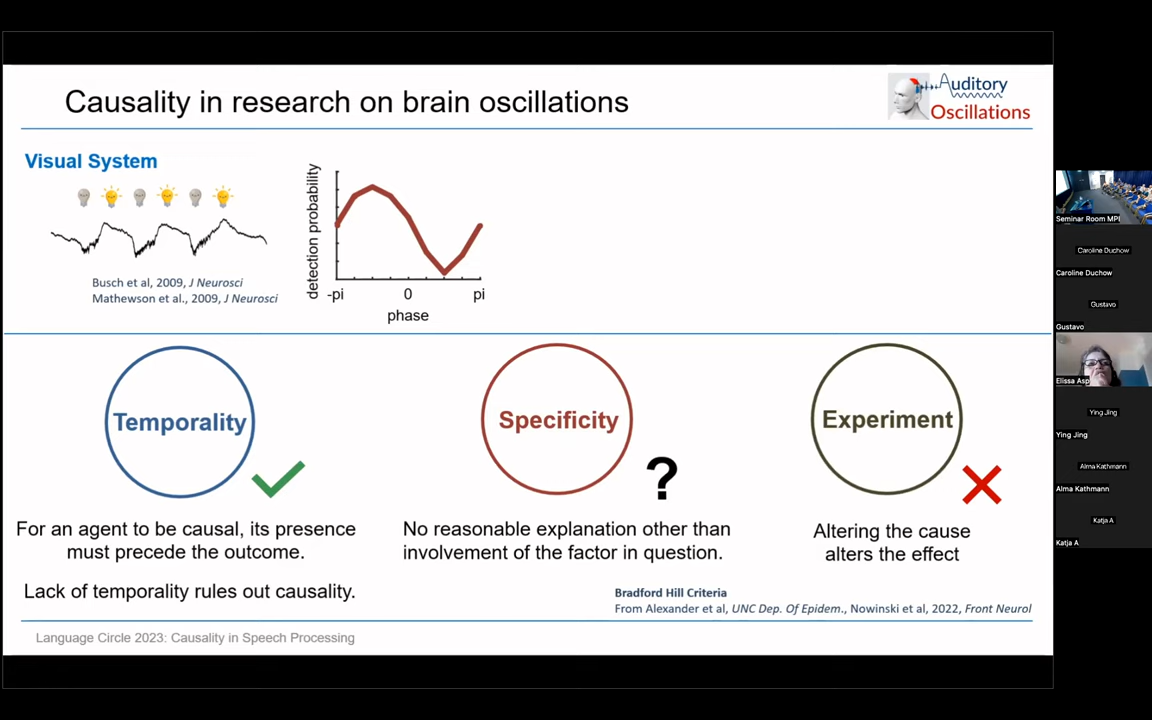 Causality in research on brain oscillations
Auditory
Oscillations
Visual System
Busch et al, 2009, J Neurosci
Mathewson et al., 2009, J Neurosci
detection probability
-pi
0
pi
phase
Temporality
Specificity
?
Experiment
For an agent to be causal, its presence
must precede the outcome.
Lack of temporality rules out causality.
No reasonable explanation other than
involvement of the factor in question.
Altering the cause
alters the effect
Bradford Hill Criteria
From Alexander et al, UNC Dep. Of Epidem., Nowinski et al, 2022, Front Neurol
Language Circle 2023: Causality in Speech Processing
Seminar Room MPI
Caroline Duchow
Caroline Duchow
Gustavo
Gustavo
Elissa Asp
Ying Jing
Ying Jing
Alma Kathmann
Alma Kathmann
Katja A
Katja A